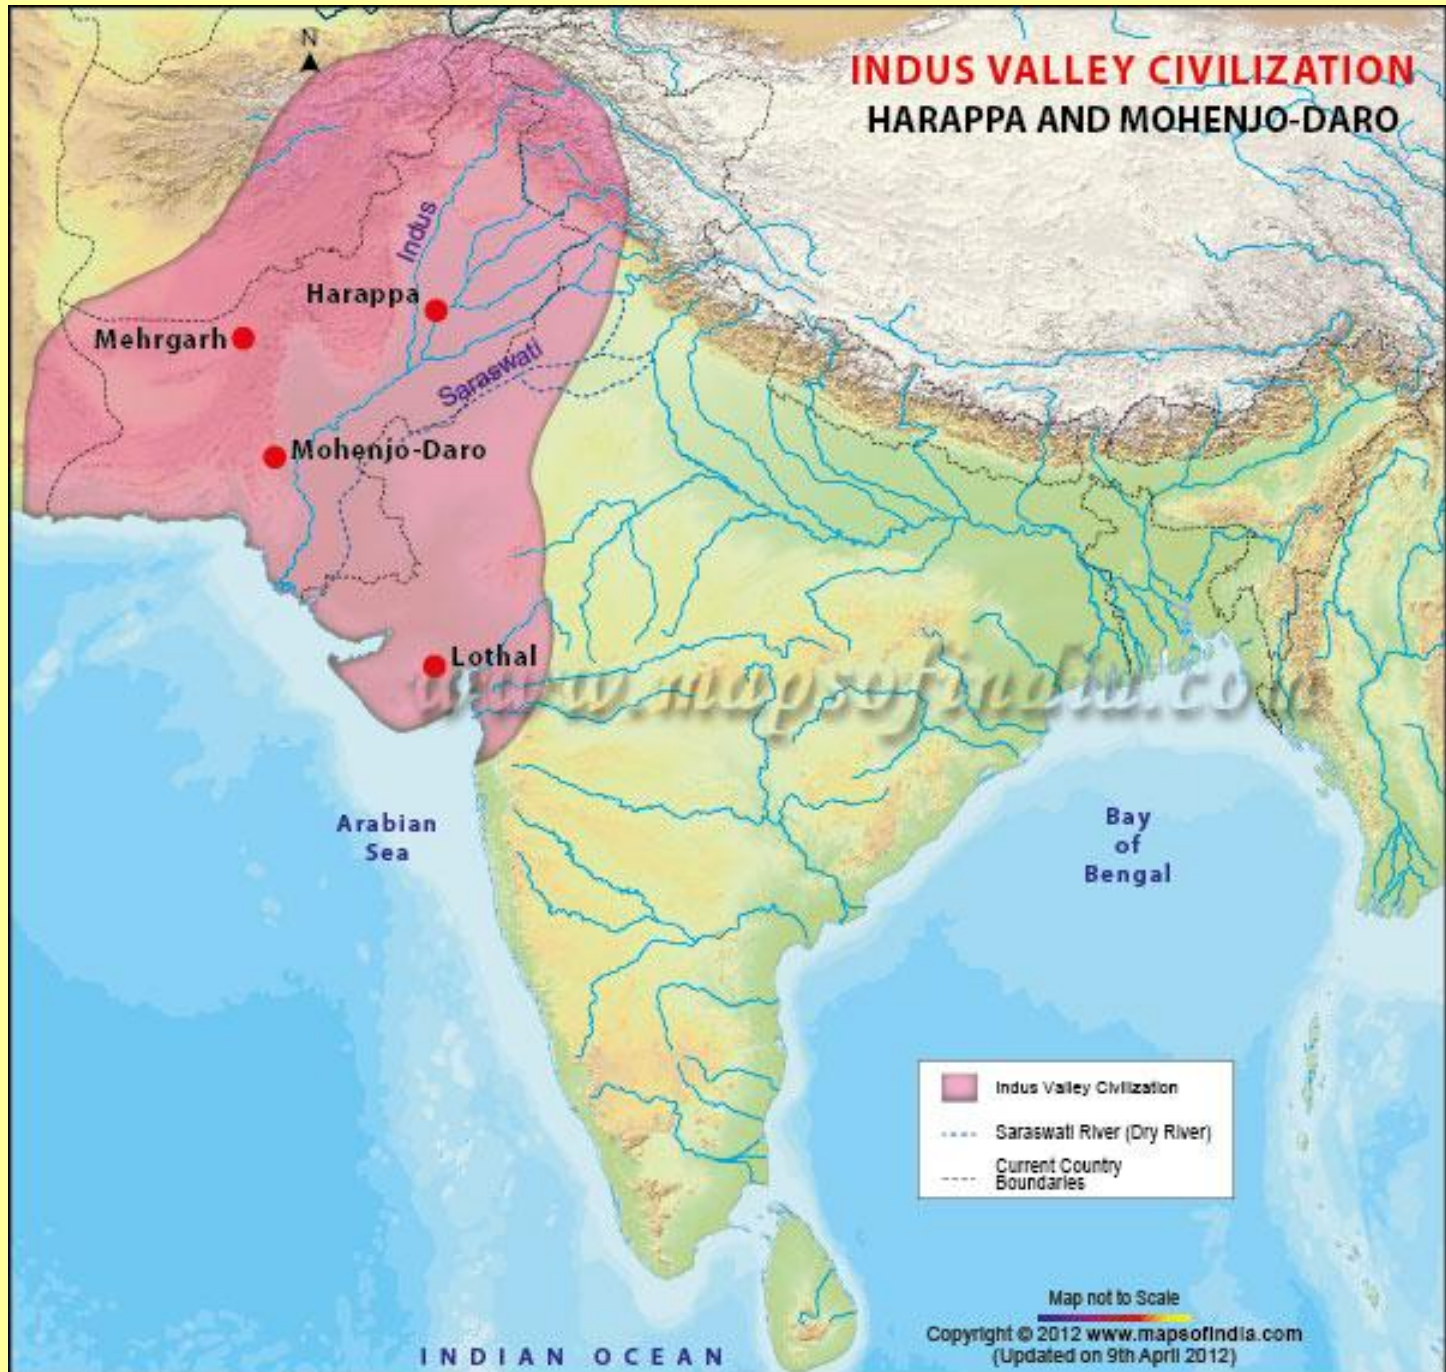 INDUS VALLEY CIVILIZATION
HARAPPA AND MOHENJO-DARO
N
Indus
Harappa
Mehrgarh
Saraswati
Mohenjo-Daro
Lothal
www.mapsofindia.com
Arabian
Sea
Bay
of
Bengal
Indus Valley Civilization
Saraswati River (Dry River)
Current Country
Boundaries
Map not to Scale
Copyright © 2012 www.mapsofindia.com
(Updated on 9th April 2012)
INDIAN OCEAN